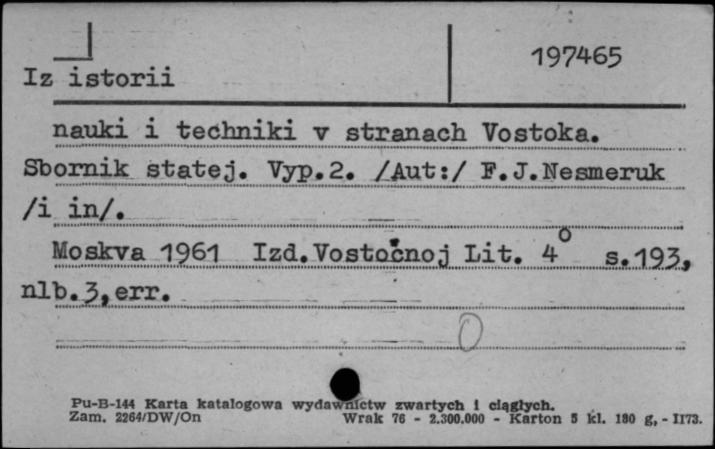 197465
Iz istorii
nauki i techniki v stranach Vostoka.
Sbornik statej. Vyp.2. /Aut:/ F.J.Nesmeruk
/i in/.
Moskva 1961 Izd.Vostočnoj Lit. 4° s.193,
nlb.3,err.
0
Pu-B-144 Karta katalogowa wydawnictw zwartych i ciągłych.
Zam. 2264/DW/On Wrak 76 - 2.300.000 - Karton 5 kl. 180 g, - II73.